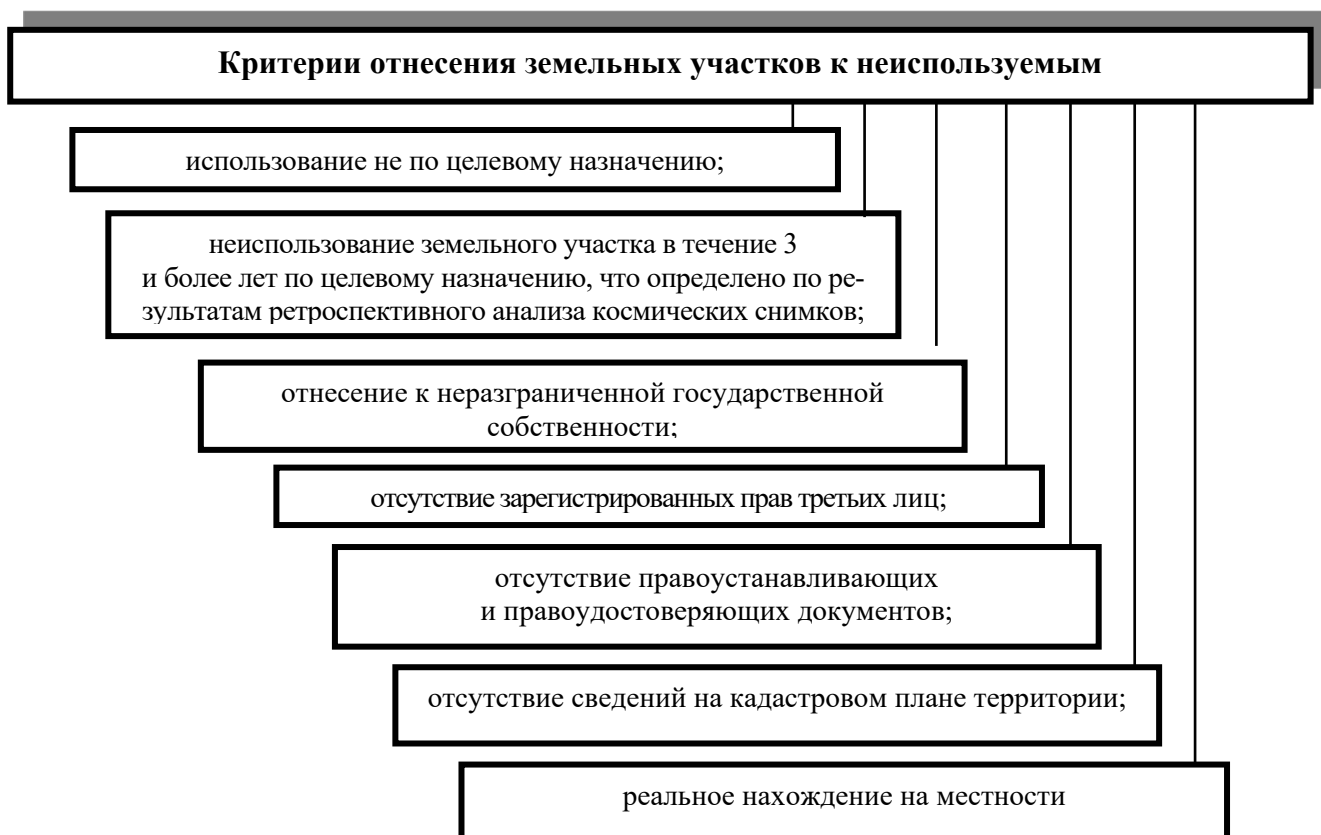 Критерии отнесения земельных участков к неиспользуемым
использование не по целевому назначению;
неиспользование земельного участка в течение 3
и более лет по целевому назначению, что определено по ре-
зультатам ретроспективного анализа космических снимков;
отнесение к неразграниченной государственной
собственности;
отсутствие зарегистрированных прав третьих лиц;
отсутствие правоустанавливающих
и правоудостоверяющих документов;
отсутствие сведений на кадастровом плане территории;
реальное нахождение на местности